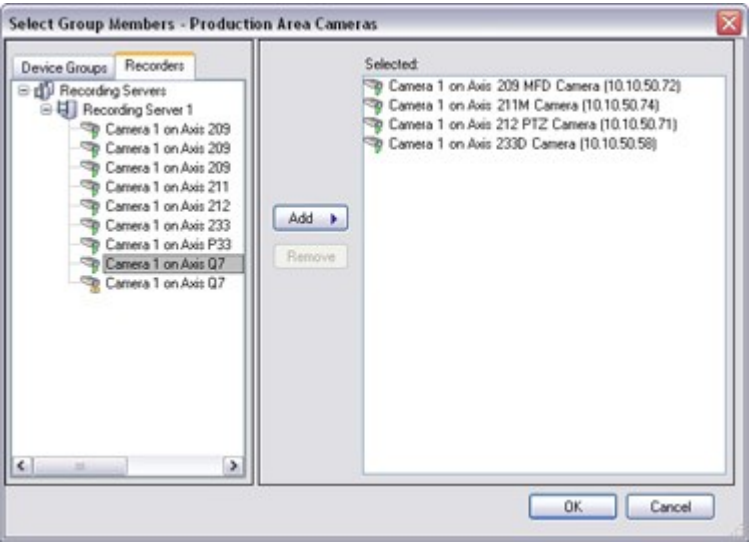 Select Group Members - Production Area Cameras
Device Groups
Recorders
Recording Servers
Recording Server 1
Camera 1 on Axis 209
Camera 1 on Axis 209
Camera 1 on Axis 209
Camera 1 on Axis 211
Camera 1 on Axis 212
Camera 1 on Axis 233
Camera 1 on Axis P33
Camera 1 on Axis Q7
Camera 1 on Axis Q7
Add
Remove
Selected:
Camera 1 on Axis 209 MFD Camera (10.10.50.72)
Camera 1 on Axis 211M Camera (10.10.50.74)
Camera 1 on Axis 212 PTZ Camera (10.10.50.71)
Camera 1 on Axis 233D Camera (10.10.50.58)
OK
Cancel